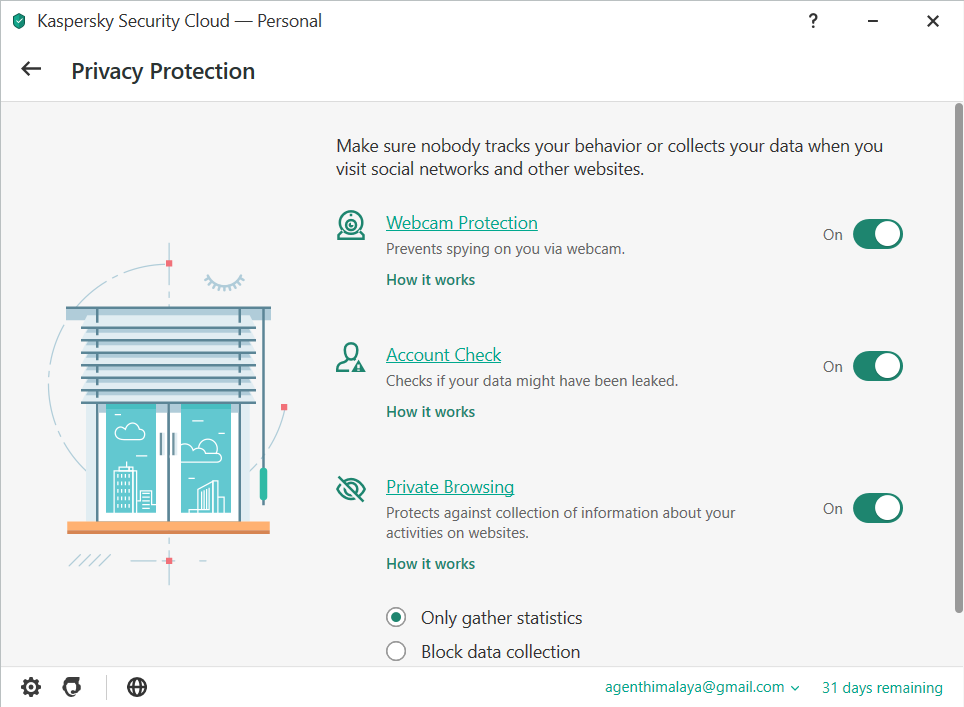 Kaspersky Security Cloud — Personal
?
Privacy Protection
Make sure nobody tracks your behavior or collects your data when you
visit social networks and other websites.
Webcam Protection
On
Prevents spying on you via webcam.
How it works
Account Check
On
Checks if your data might have been leaked.
How it works
Private Browsing
On
Protects against collection of information about your
activities on websites.
How it works
Only gather statistics
Block data collection
agenthimalaya@gmail.com
31 days remaining